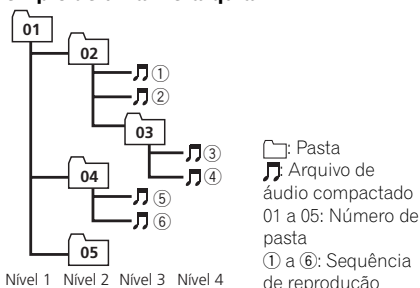 01
02
①
②
03
③
④
04
⑤
⑥
05
Nível 1 Nível 2 Nível 3 Nível 4
: Pasta
: Arquivo de
áudio compactado
01 a 05: Número de
pasta
① a ⑥: Sequência
de reprodução